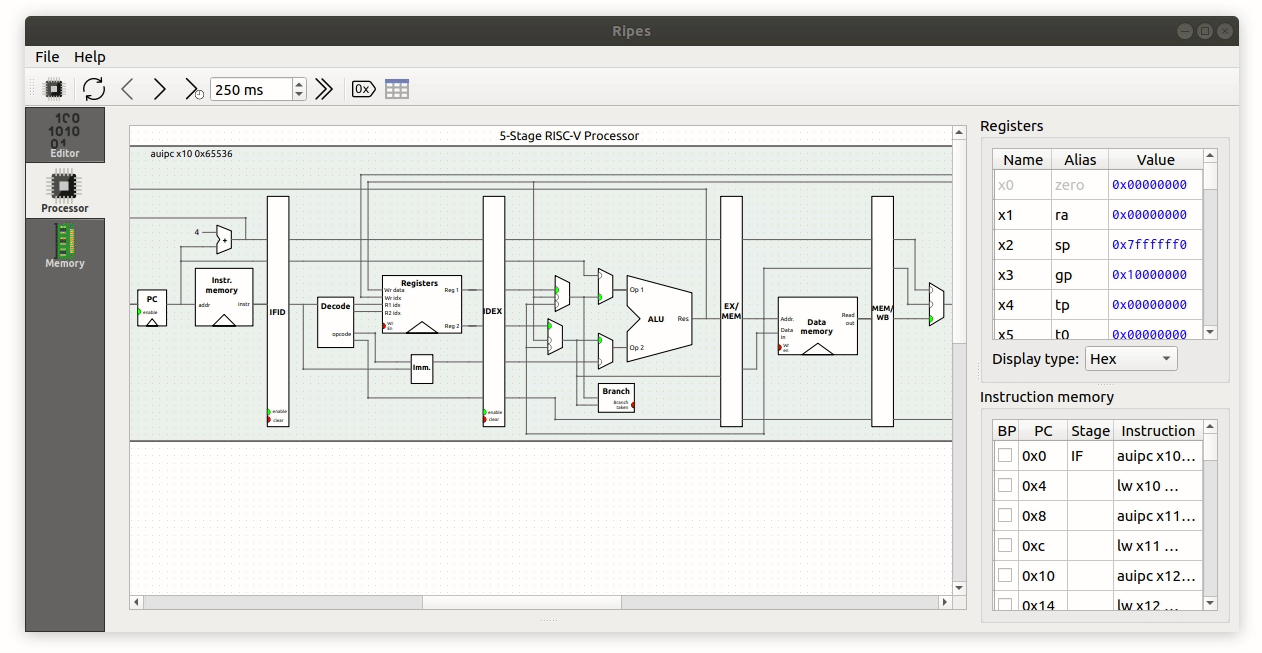 Ripes
File Help
250 ms 0x
100
1010
01
Editor
Processor
Memory
5-Stage RISC-V Processor
auipc x10 0x65536
4
+
PC
enable
Instr.
memory
addr instr
IFID
enable
clear
Decode
opcode
Registers
Wr data Reg 1
Wr idx
R1 idx
R2 idx
Wr
en
Reg 2
Imm.
IDEX
enable
clear
Op 1
ALU Res
Op 2
Branch
Branch
taken
EX/
MEM
Addr. Read
out
Data
in
Data
memory
Wr
en
MEM/
WB
Registers
Name Alias Value
x0 zero 0x00000000
x1 ra 0x00000000
x2 sp 0x7ffffff0
x3 gp 0x10000000
x4 tp 0x00000000
x5 t0 0x00000000
Display type: Hex
Instruction memory
BP PC Stage Instruction
0x0 IF auipc x10...
0x4 lw x10 ...
0x8 auipc x11...
0xc lw x11 ...
0x10 auipc x12...
0x14 lw x12 ...